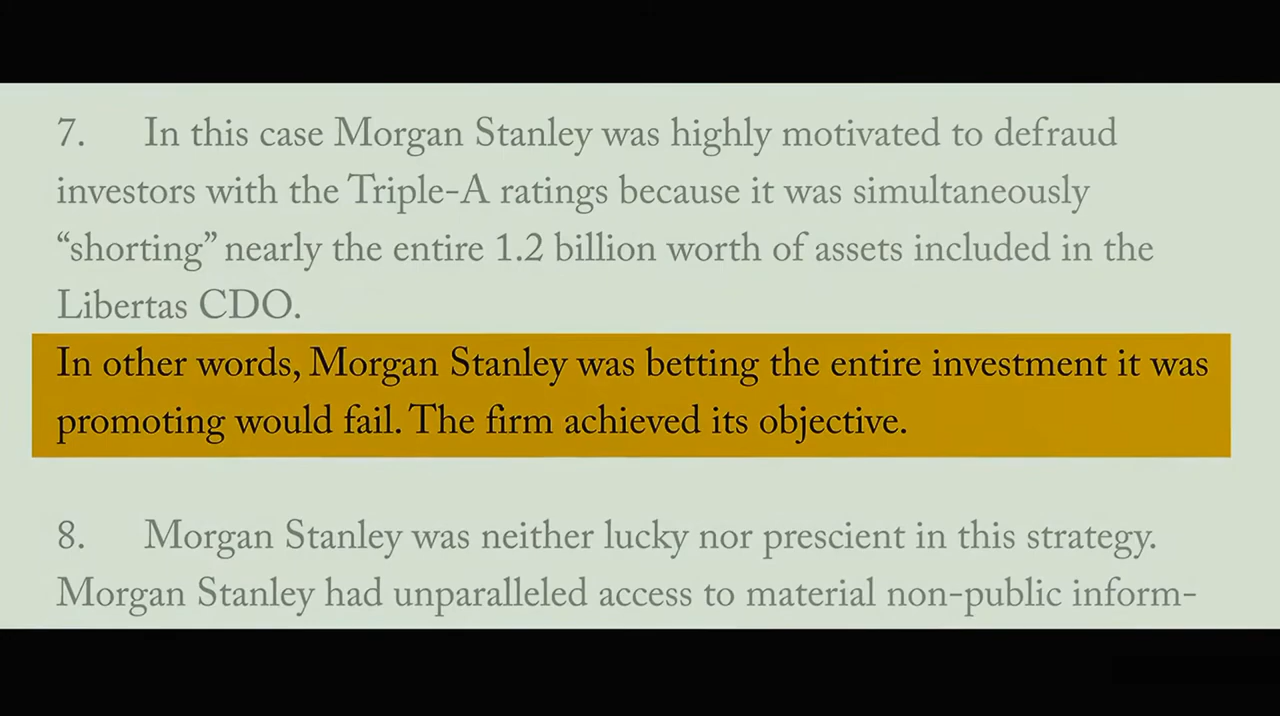 7. In this case Morgan Stanley was highly motivated to defraud
investors with the Triple-A ratings because it was simultaneously
“shorting” nearly the entire 1.2 billion worth of assets included in the
Libertas CDO.
In other words, Morgan Stanley was betting the entire investment it was
promoting would fail. The firm achieved its objective.
8. Morgan Stanley was neither lucky nor prescient in this strategy.
Morgan Stanley had unparalleled access to material non-public inform-